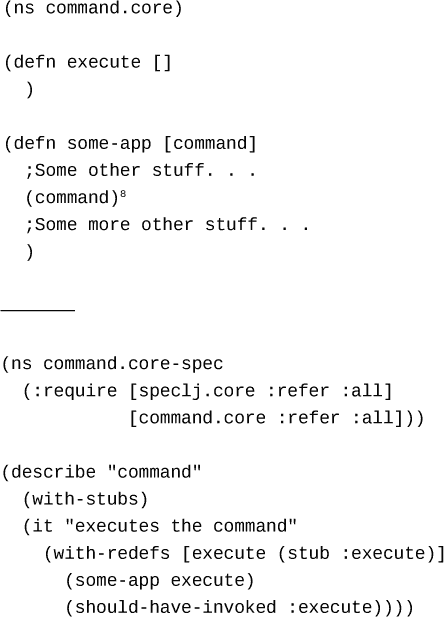 (ns command.core)

(defn execute []
  )

(defn some-app [command]
  ;Some other stuff. . .
  (command)⁸
  ;Some more other stuff. . .
  )

(ns command.core-spec
  (:require [speclj.core :refer :all]
            [command.core :refer :all]))

(describe "command"
  (with-stubs)
  (it "executes the command"
    (with-redefs [execute (stub :execute)]
      (some-app execute)
      (should-have-invoked :execute))))